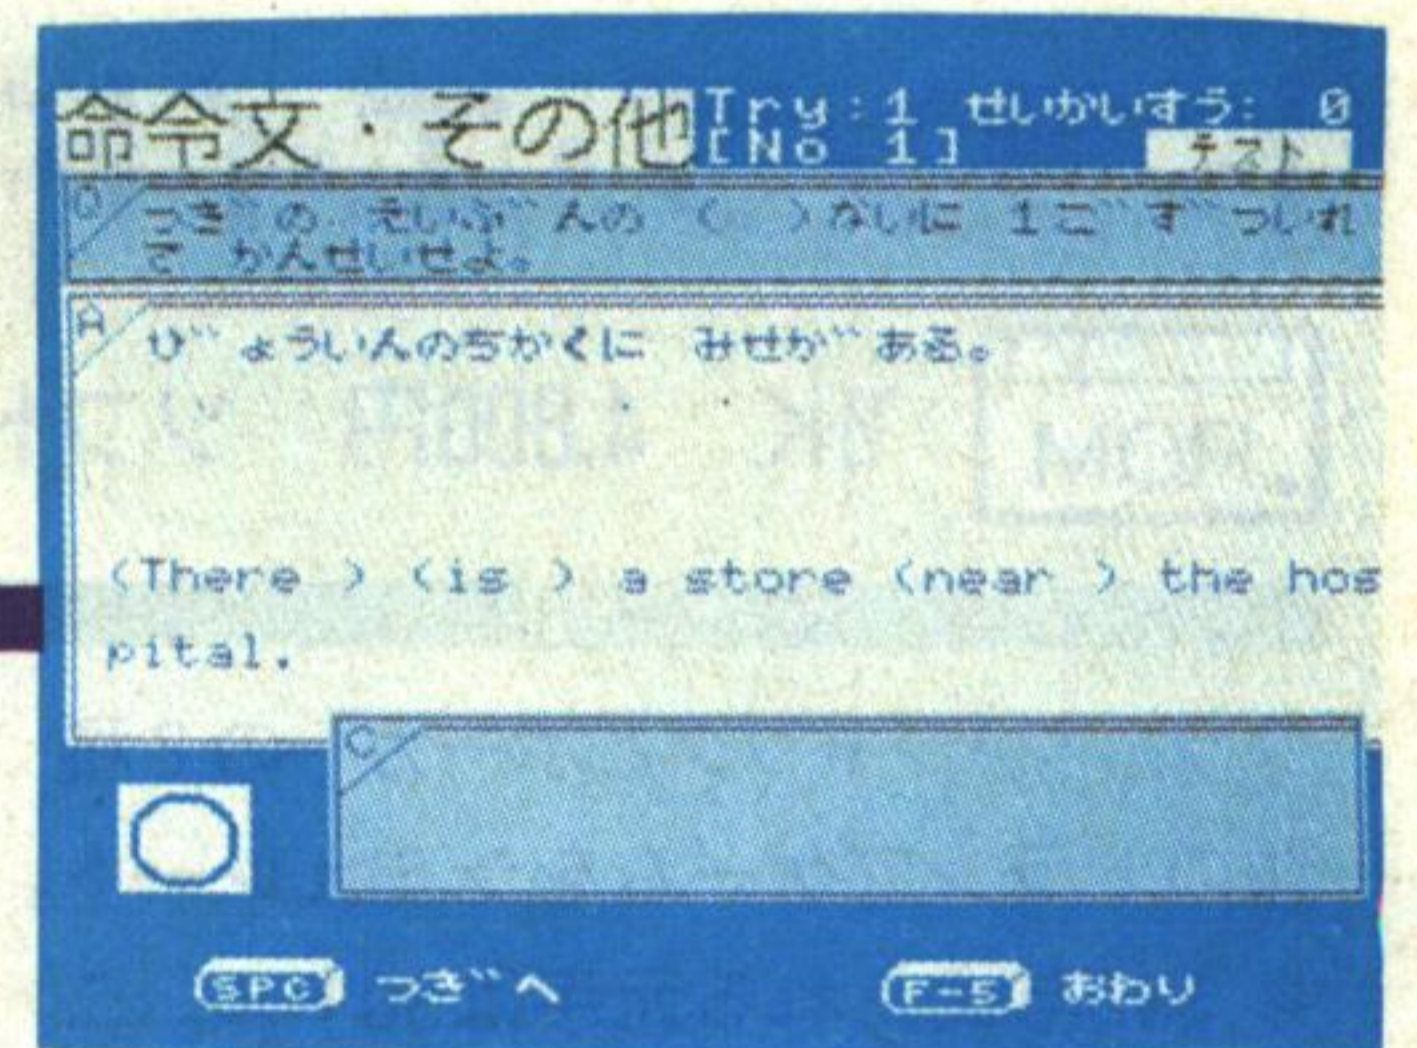 命令文・その他
Try:1 せいかいすう: 0
[No 1]
テスト
Q
つぎの えいぶんの ( )ないに 1ごずついれ
て かんせいせよ。
A
びょういんのちかくに みせがある。
(There ) (is ) a store (near ) the hos
pital.
C
SPC つぎへ
F-5 おわり